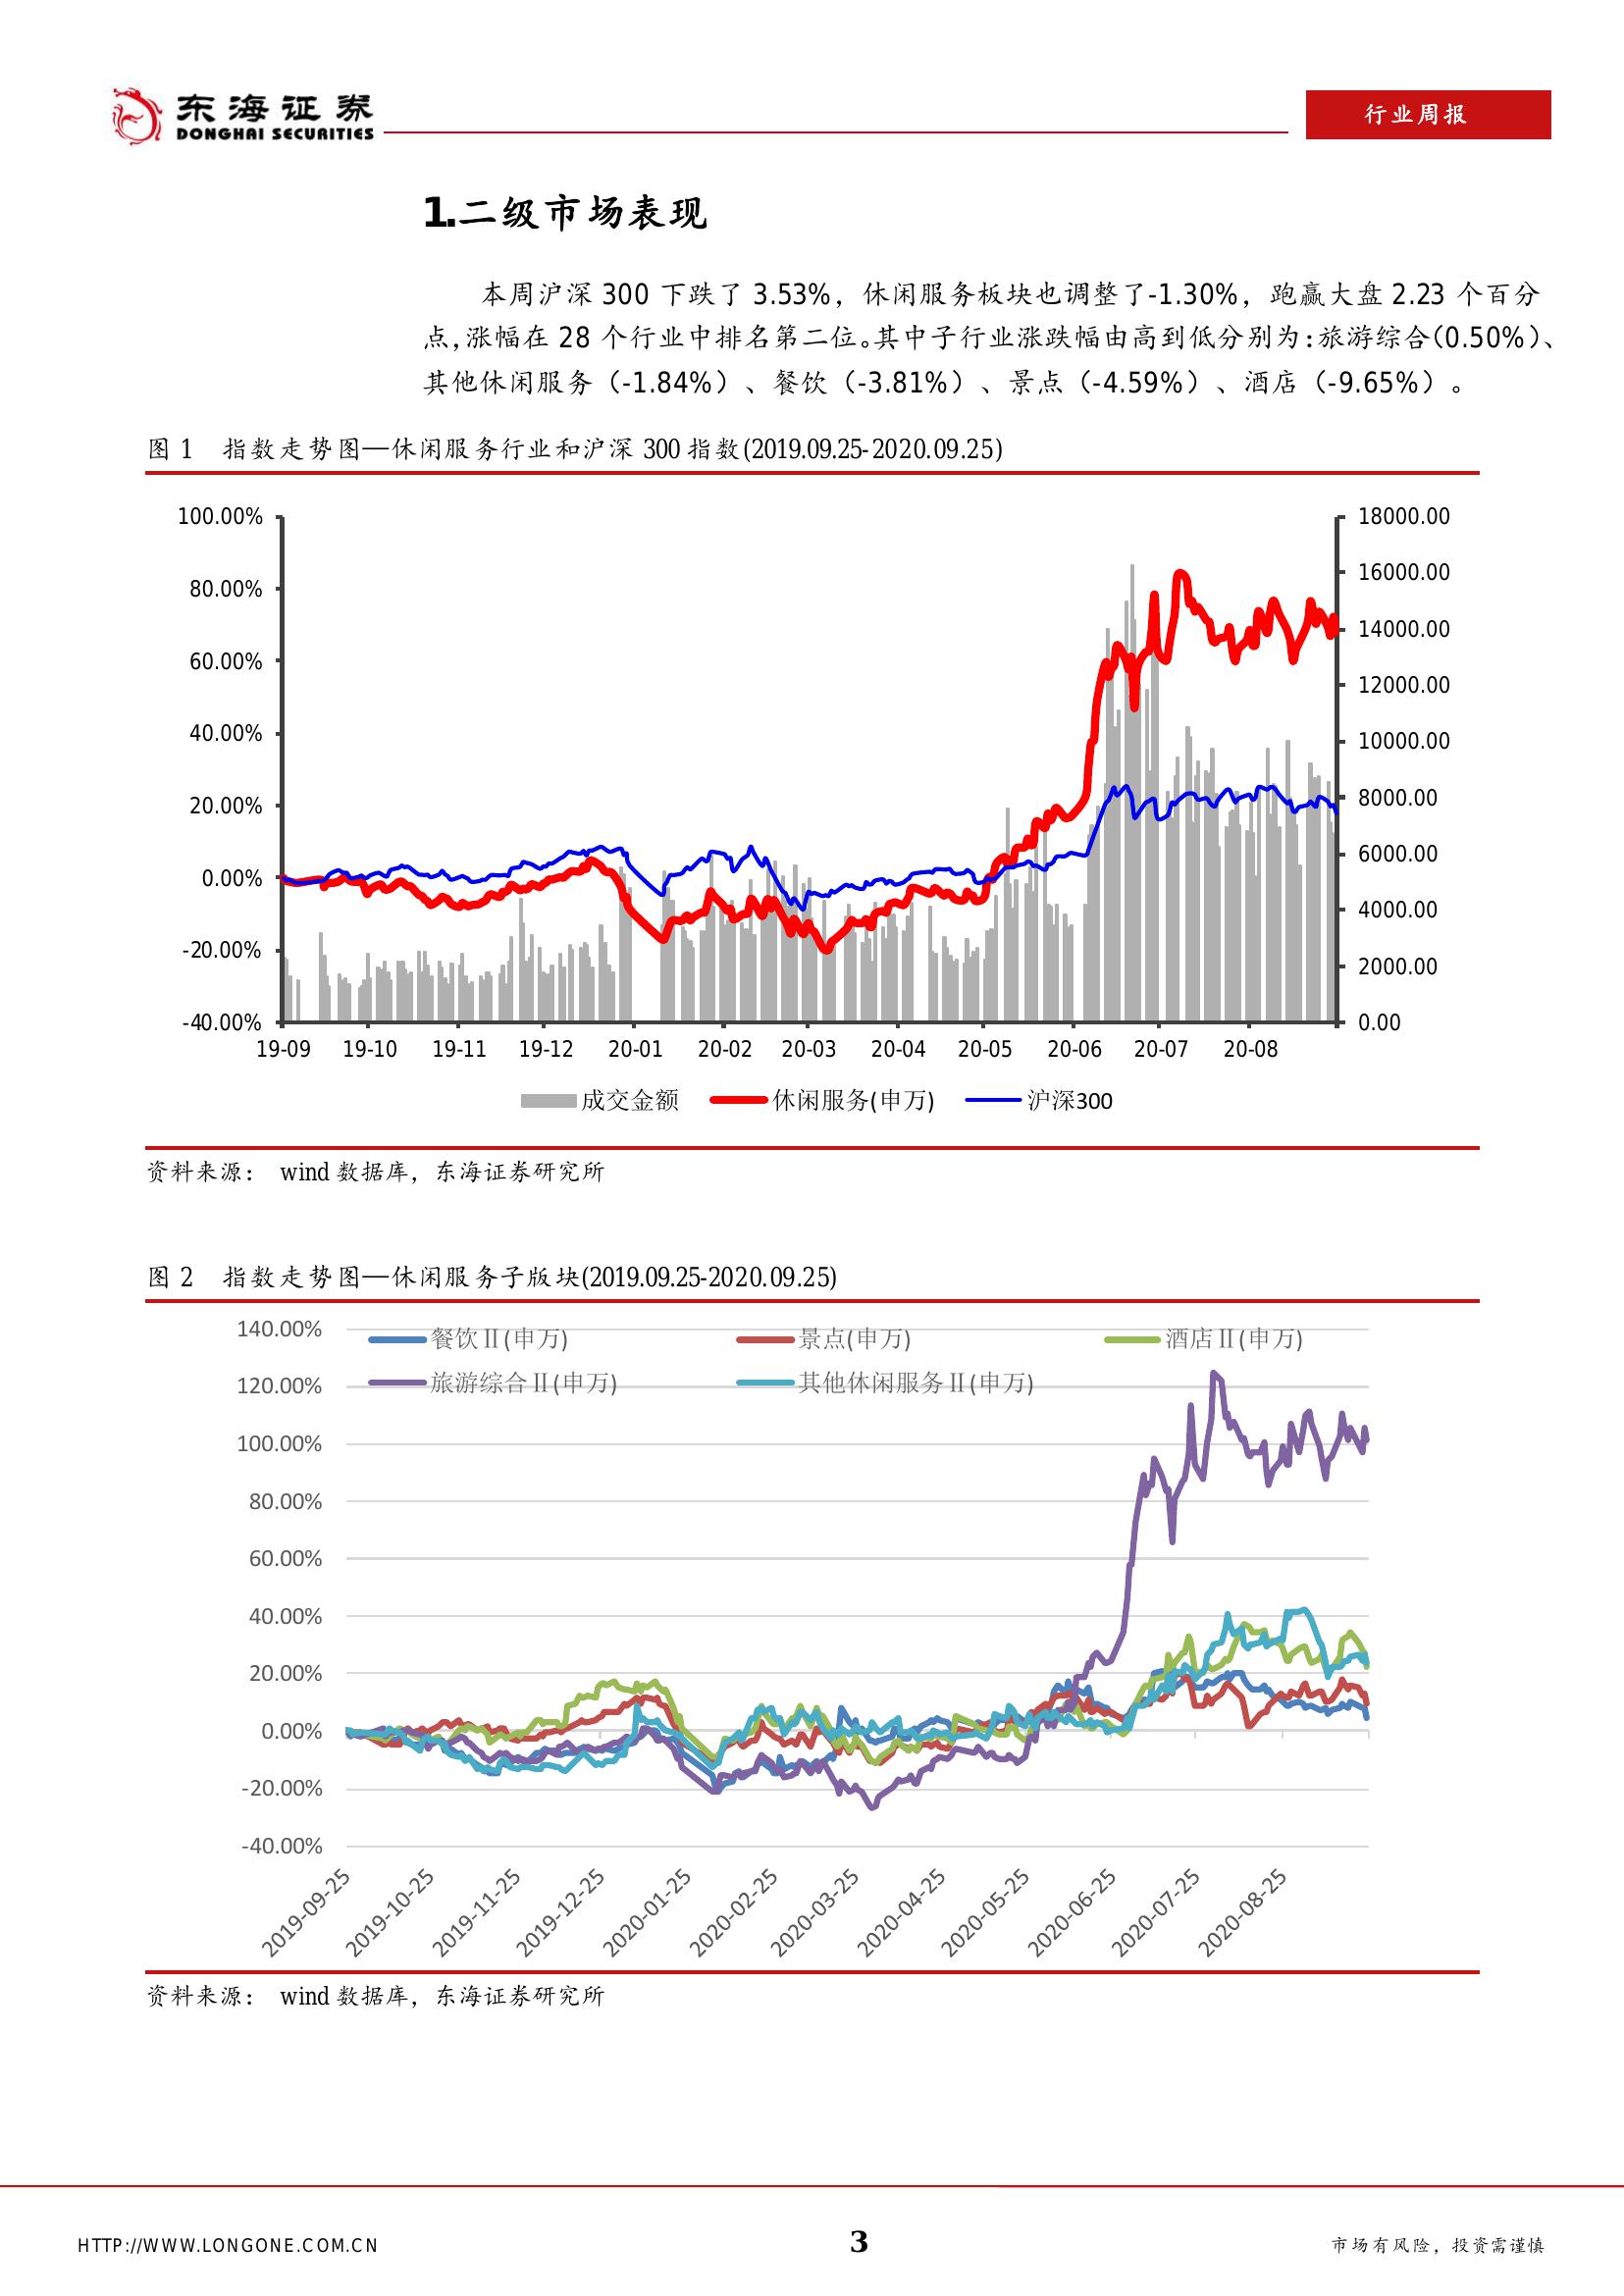 东海证券
DONGHAI SECURITIES
行业周报
1.二级市场表现
本周沪深 300 下跌了 3.53%，休闲服务板块也调整了-1.30%，跑赢大盘 2.23 个百分
点，涨幅在 28 个行业中排名第二位。其中子行业涨跌幅由高到低分别为：旅游综合（0.50%）、
其他休闲服务（-1.84%）、餐饮（-3.81%）、景点（-4.59%）、酒店（-9.65%）。
图 1 指数走势图—休闲服务行业和沪深 300 指数(2019.09.25-2020.09.25)
100.00% 18000.00
16000.00
80.00%
14000.00
60.00%
12000.00
40.00% 10000.00
20.00% 8000.00
6000.00
0.00%
4000.00
-20.00%
2000.00
-40.00% 0.00
19-09 19-10 19-11 19-12 20-01 20-02 20-03 20-04 20-05 20-06 20-07 20-08
成交金额 休闲服务(申万) 沪深300
资料来源： wind 数据库，东海证券研究所
图 2 指数走势图—休闲服务子版块(2019.09.25-2020.09.25)
140.00%
餐饮Ⅱ(申万) 景点(申万) 酒店Ⅱ(申万)
旅游综合Ⅱ(申万) 其他休闲服务Ⅱ(申万)
120.00%
100.00%
80.00%
60.00%
40.00%
20.00%
0.00%
-20.00%
-40.00%
2019-09-25 2019-10-25 2019-11-25 2019-12-25 2020-01-25 2020-02-25 2020-03-25 2020-04-25 2020-05-25 2020-06-25 2020-07-25 2020-08-25
资料来源： wind 数据库，东海证券研究所
HTTP://WWW.LONGONE.COM.CN 3 市场有风险，投资需谨慎